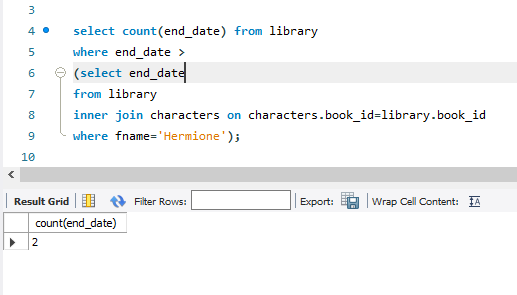 3
4 select count(end_date) from library
5 where end_date >
6 (select end_date
7 from library
8 inner join characters on characters.book_id=library.book_id
9 where fname='Hermione');
10
Result Grid Filter Rows: Export: Wrap Cell Content:
count(end_date)
2